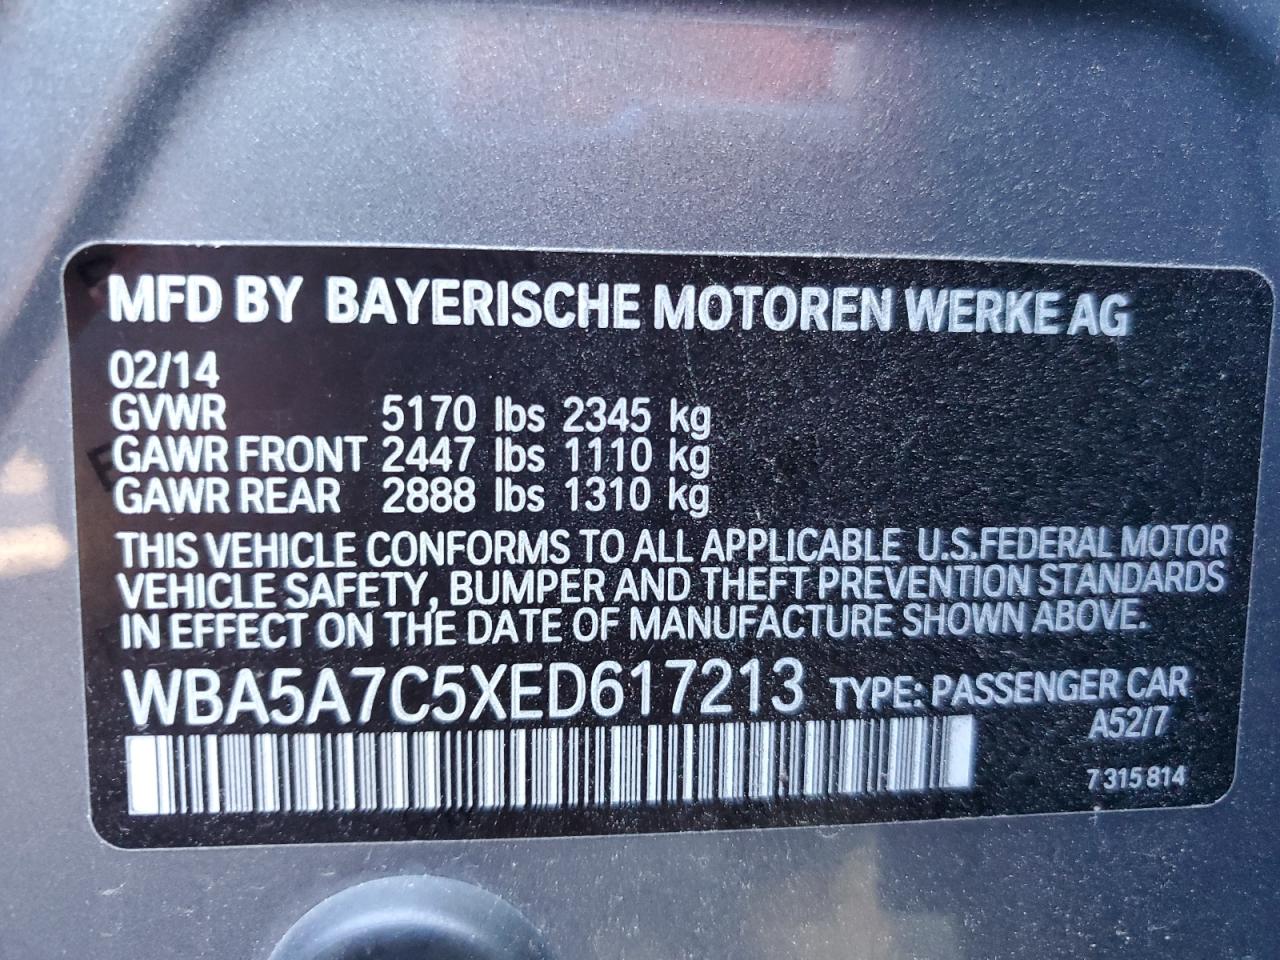 MFD BY BAYERISCHE MOTOREN WERKE AG
02/14
GVWR 5170 lbs 2345 kg
GAWR FRONT 2447 lbs 1110 kg
GAWR REAR 2888 lbs 1310 kg
THIS VEHICLE CONFORMS TO ALL APPLICABLE U.S.FEDERAL MOTOR
VEHICLE SAFETY, BUMPER AND THEFT PREVENTION STANDARDS
IN EFFECT ON THE DATE OF MANUFACTURE SHOWN ABOVE.
WBA5A7C5XED617213 TYPE: PASSENGER CAR
A52/7
7 315 814